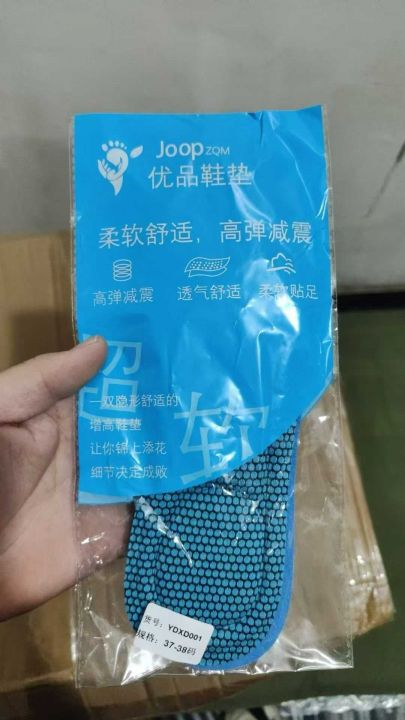 Joop ZQM
优品鞋垫
柔软舒适，高弹减震
高弹减震 透气舒适 柔软贴足
超软
一双隐形舒适的
增高鞋垫
让你锦上添花
细节决定成败
货号：YDXD001
规格：37-38码